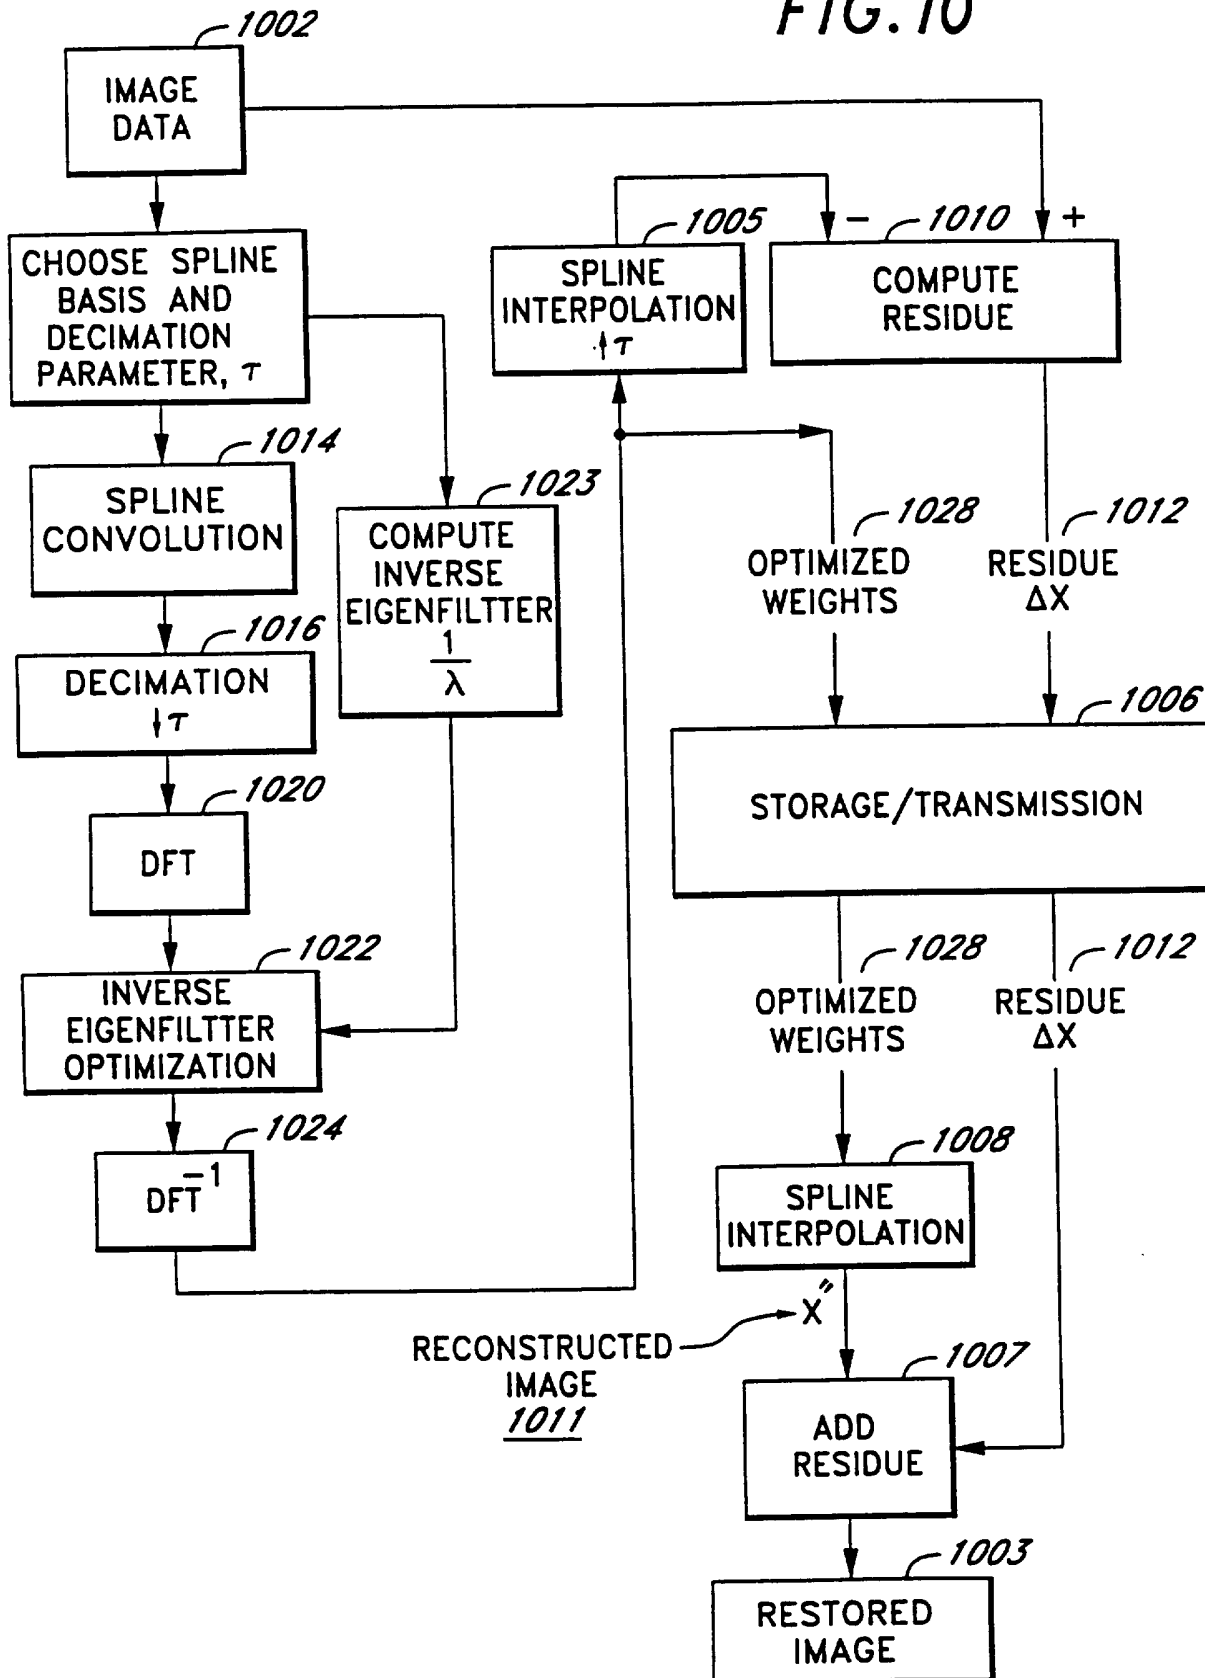 FIG. 10
1002
IMAGE
DATA
CHOOSE SPLINE
BASIS AND
DECIMATION
PARAMETER, τ
1014
SPLINE
CONVOLUTION
1016
DECIMATION
↓τ
1020
DFT
1022
INVERSE
EIGENFILTTER
OPTIMIZATION
1024
DFT⁻¹
1023
COMPUTE
INVERSE
EIGENFILTTER
1
λ
1005
SPLINE
INTERPOLATION
↑τ
−
+
1010
COMPUTE
RESIDUE
1028
OPTIMIZED
WEIGHTS
1012
RESIDUE
ΔX
1006
STORAGE/TRANSMISSION
1028
OPTIMIZED
WEIGHTS
1012
RESIDUE
ΔX
1008
SPLINE
INTERPOLATION
X″
RECONSTRUCTED
IMAGE
1011
1007
ADD
RESIDUE
1003
RESTORED
IMAGE